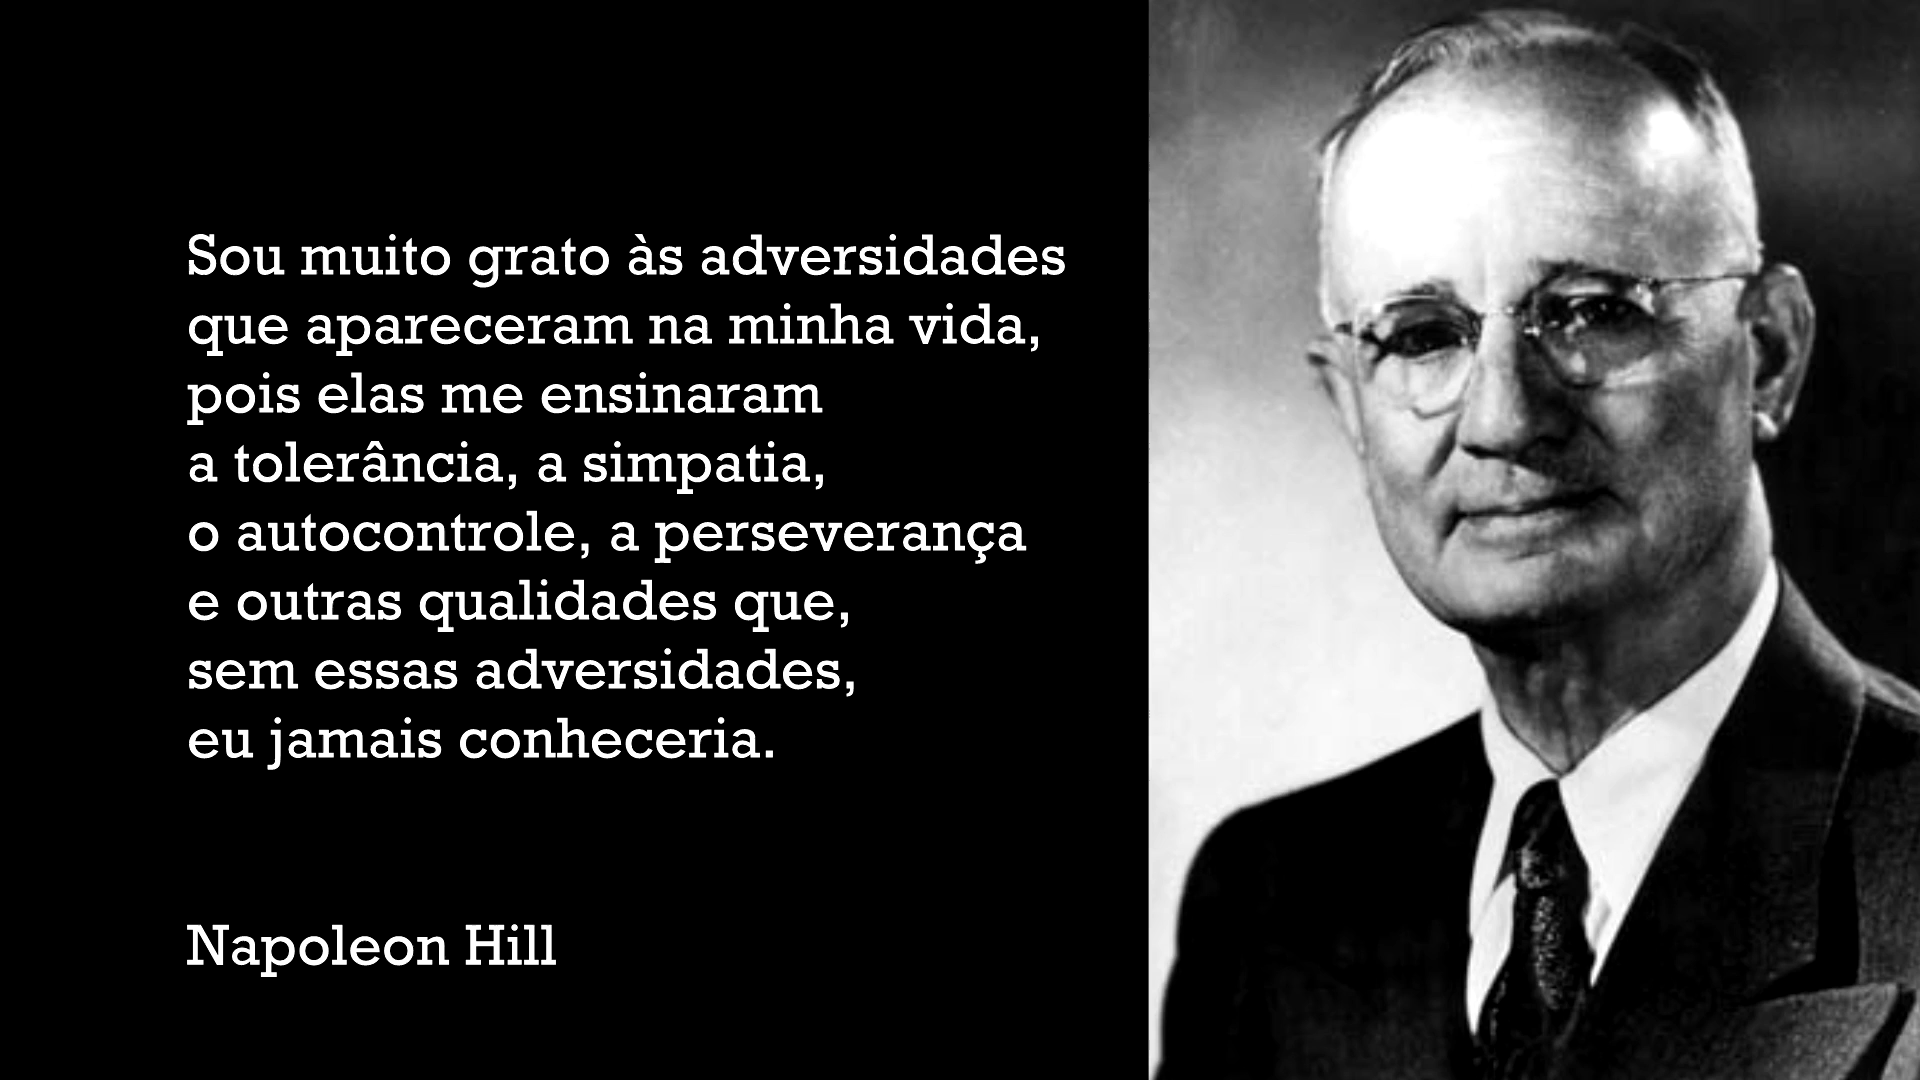 Sou muito grato às adversidades
que apareceram na minha vida,
pois elas me ensinaram
a tolerância, a simpatia,
o autocontrole, a perseverança
e outras qualidades que,
sem essas adversidades,
eu jamais conheceria.
Napoleon Hill